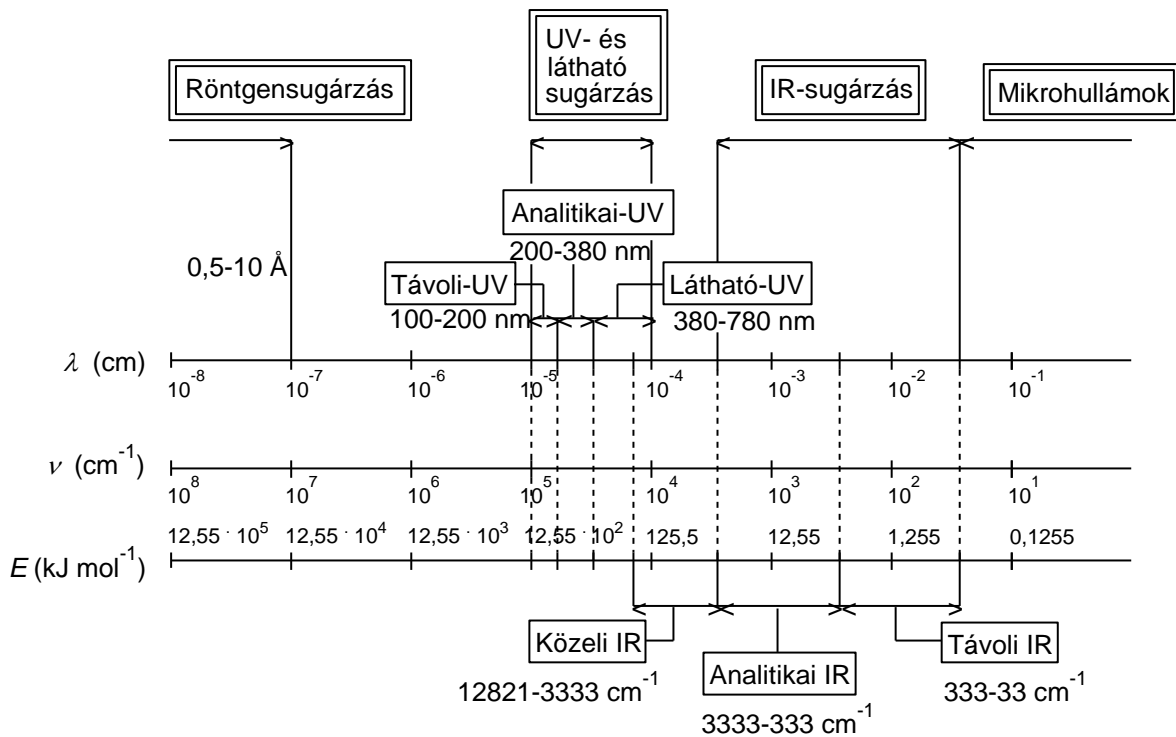 UV- és
látható
sugárzás
Röntgensugárzás
IR-sugárzás
Mikrohullámok
Analitikai-UV
200-380 nm
0,5-10 Å
Távoli-UV
100-200 nm
Látható-UV
380-780 nm
λ (cm)
10⁻⁸ 10⁻⁷ 10⁻⁶ 10⁻⁵ 10⁻⁴ 10⁻³ 10⁻² 10⁻¹
ν (cm⁻¹)
10⁸ 10⁷ 10⁶ 10⁵ 10⁴ 10³ 10² 10¹
12,55 · 10⁵ 12,55 · 10⁴ 12,55 · 10³ 12,55 · 10² 125,5 12,55 1,255 0,1255
E (kJ mol⁻¹)
Közeli IR
12821-3333 cm⁻¹
Analitikai IR
3333-333 cm⁻¹
Távoli IR
333-33 cm⁻¹